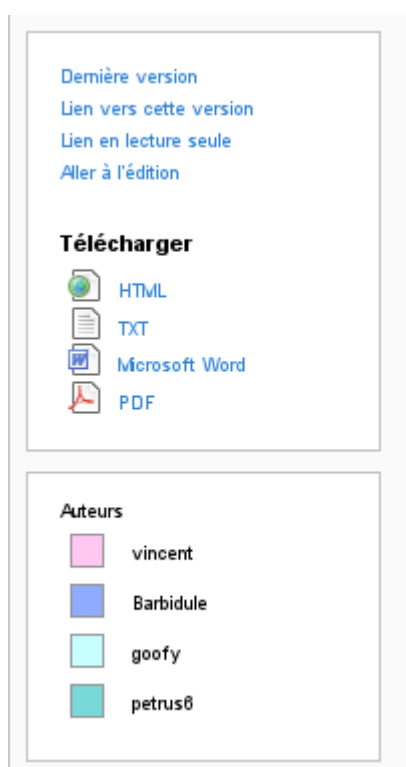 Dernière version
Lien vers cette version
Lien en lecture seule
Aller à l'édition
Télécharger
HTML
TXT
Microsoft Word
PDF
Auteurs
vincent
Barbidule
goofy
petrus6